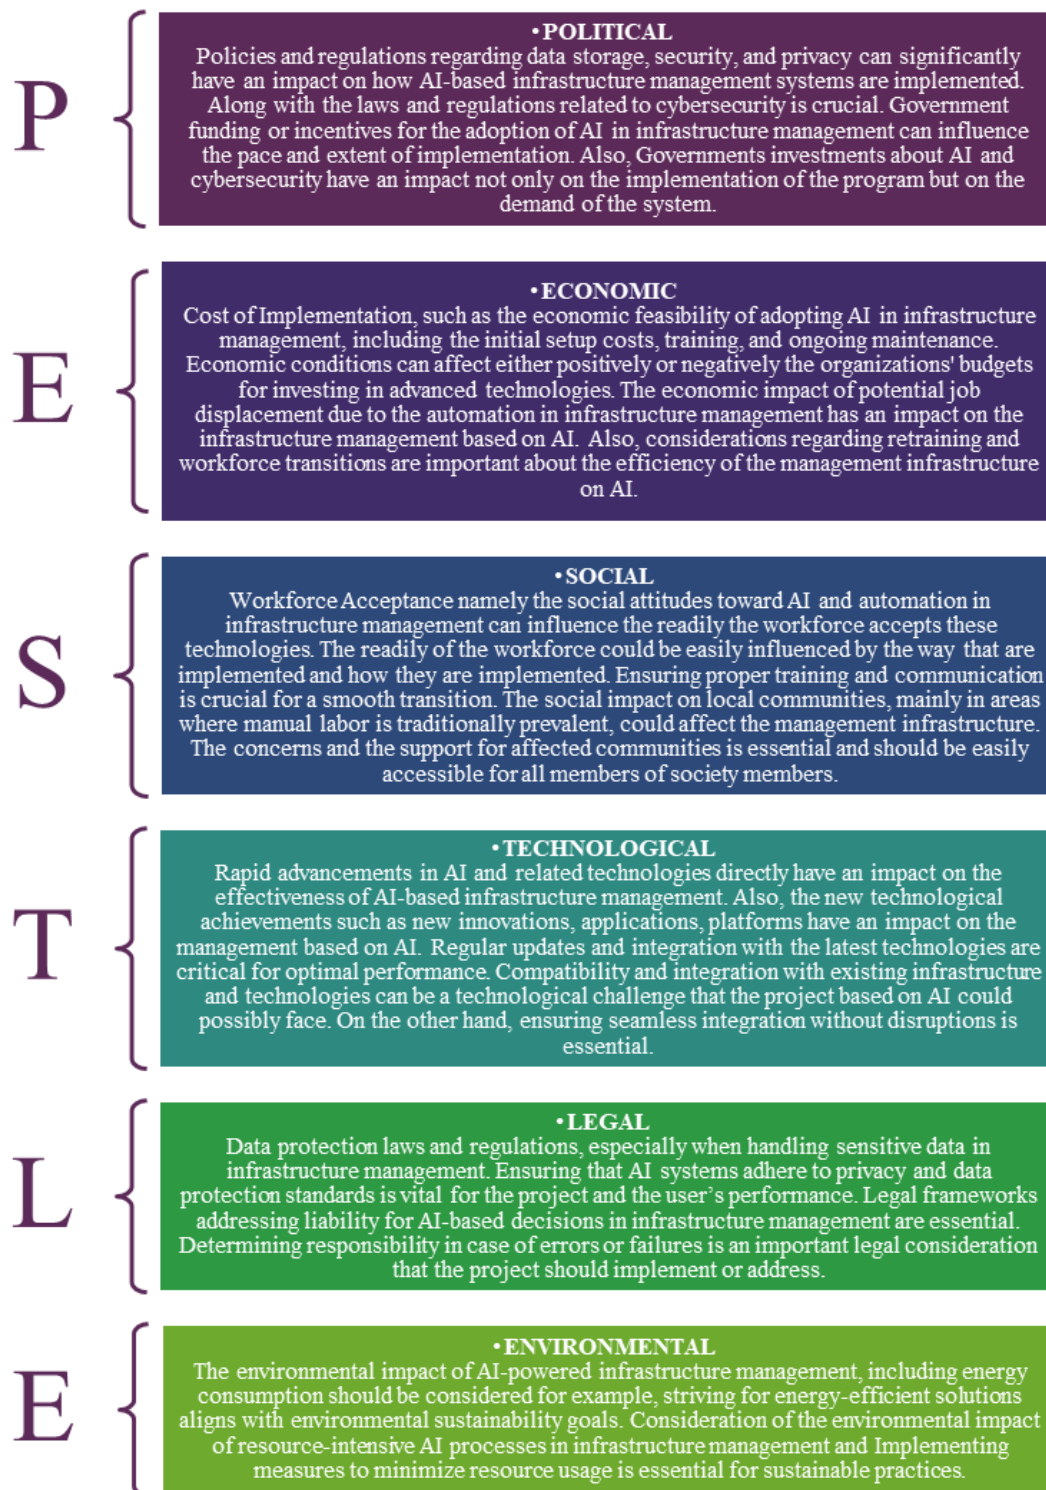 P
• POLITICAL
Policies and regulations regarding data storage, security, and privacy can significantly
have an impact on how AI-based infrastructure management systems are implemented.
Along with the laws and regulations related to cybersecurity is crucial. Government
funding or incentives for the adoption of AI in infrastructure management can influence
the pace and extent of implementation. Also, Governments investments about AI and
cybersecurity have an impact not only on the implementation of the program but on the
demand of the system.
E
• ECONOMIC
Cost of Implementation, such as the economic feasibility of adopting AI in infrastructure
management, including the initial setup costs, training, and ongoing maintenance.
Economic conditions can affect either positively or negatively the organizations' budgets
for investing in advanced technologies. The economic impact of potential job
displacement due to the automation in infrastructure management has an impact on the
infrastructure management based on AI. Also, considerations regarding retraining and
workforce transitions are important about the efficiency of the management infrastructure
on AI.
S
• SOCIAL
Workforce Acceptance namely the social attitudes toward AI and automation in
infrastructure management can influence the readily the workforce accepts these
technologies. The readily of the workforce could be easily influenced by the way that are
implemented and how they are implemented. Ensuring proper training and communication
is crucial for a smooth transition. The social impact on local communities, mainly in areas
where manual labor is traditionally prevalent, could affect the management infrastructure.
The concerns and the support for affected communities is essential and should be easily
accessible for all members of society members.
T
• TECHNOLOGICAL
Rapid advancements in AI and related technologies directly have an impact on the
effectiveness of AI-based infrastructure management. Also, the new technological
achievements such as new innovations, applications, platforms have an impact on the
management based on AI. Regular updates and integration with the latest technologies are
critical for optimal performance. Compatibility and integration with existing infrastructure
and technologies can be a technological challenge that the project based on AI could
possibly face. On the other hand, ensuring seamless integration without disruptions is
essential.
L
• LEGAL
Data protection laws and regulations, especially when handling sensitive data in
infrastructure management. Ensuring that AI systems adhere to privacy and data
protection standards is vital for the project and the user’s performance. Legal frameworks
addressing liability for AI-based decisions in infrastructure management are essential.
Determining responsibility in case of errors or failures is an important legal consideration
that the project should implement or address.
E
• ENVIRONMENTAL
The environmental impact of AI-powered infrastructure management, including energy
consumption should be considered for example, striving for energy-efficient solutions
aligns with environmental sustainability goals. Consideration of the environmental impact
of resource-intensive AI processes in infrastructure management and Implementing
measures to minimize resource usage is essential for sustainable practices.